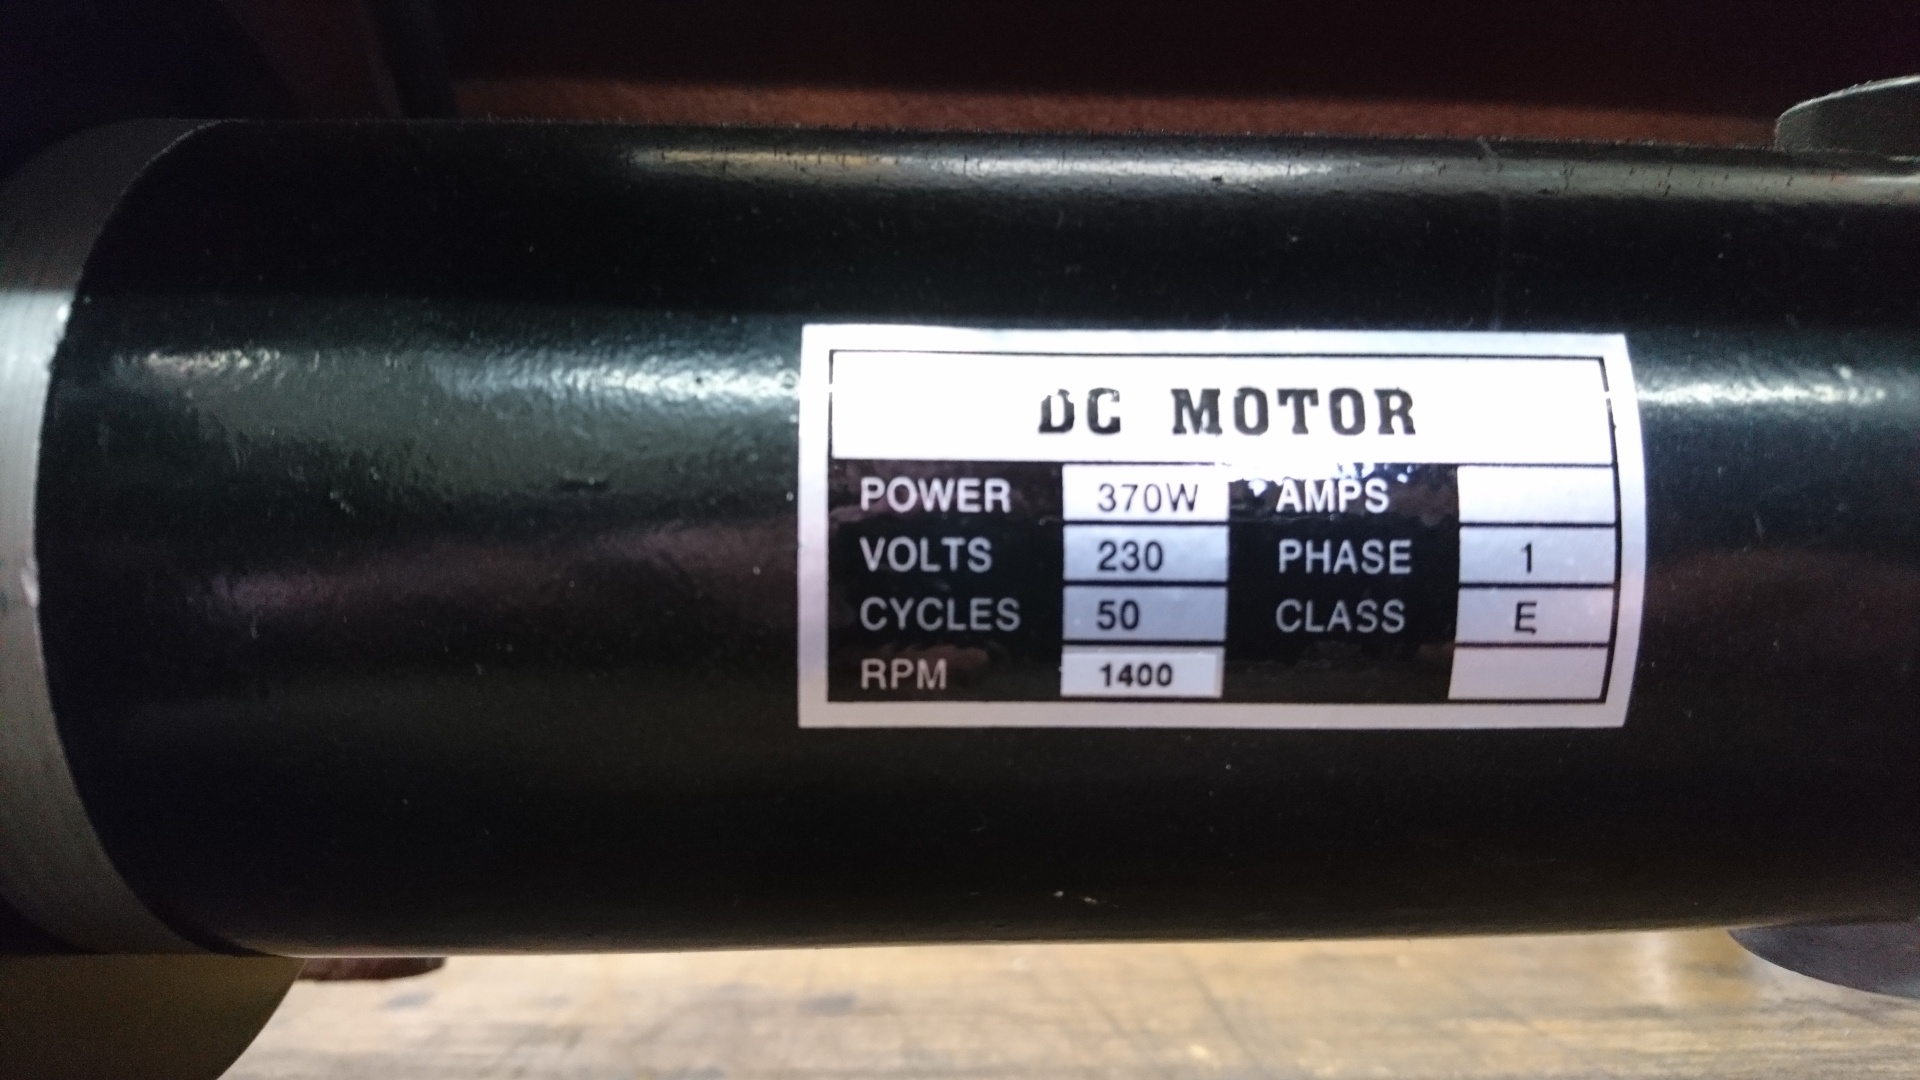 DC MOTOR
POWER 370W AMPS
VOLTS 230 PHASE 1
CYCLES 50 CLASS E
RPM 1400